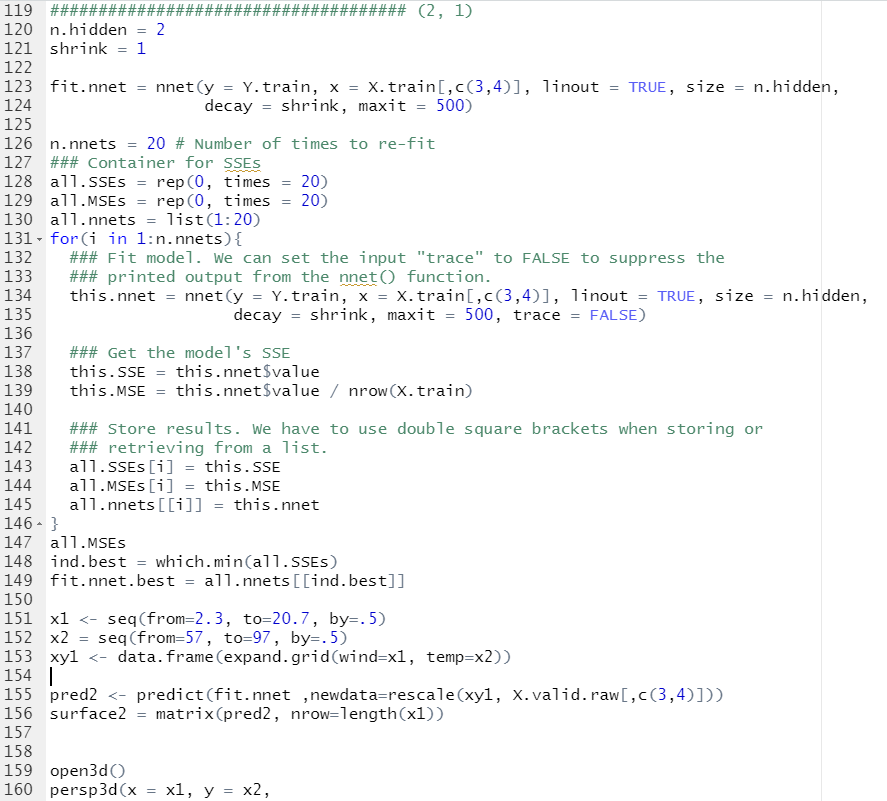 119 ##################################### (2, 1)
120 n.hidden = 2
121 shrink = 1
122
123 fit.nnet = nnet(y = Y.train, x = X.train[,c(3,4)], linout = TRUE, size = n.hidden,
124                 decay = shrink, maxit = 500)
125
126 n.nnets = 20 # Number of times to re-fit
127 ### Container for SSEs
128 all.SSEs = rep(0, times = 20)
129 all.MSEs = rep(0, times = 20)
130 all.nnets = list(1:20)
131 for(i in 1:n.nnets){
132   ### Fit model. We can set the input "trace" to FALSE to suppress the
133   ### printed output from the nnet() function.
134   this.nnet = nnet(y = Y.train, x = X.train[,c(3,4)], linout = TRUE, size = n.hidden,
135                    decay = shrink, maxit = 500, trace = FALSE)
136
137   ### Get the model's SSE
138   this.SSE = this.nnet$value
139   this.MSE = this.nnet$value / nrow(X.train)
140
141   ### Store results. We have to use double square brackets when storing or
142   ### retrieving from a list.
143   all.SSEs[i] = this.SSE
144   all.MSEs[i] = this.MSE
145   all.nnets[[i]] = this.nnet
146 }
147 all.MSEs
148 ind.best = which.min(all.SSEs)
149 fit.nnet.best = all.nnets[[ind.best]]
150
151 x1 <- seq(from=2.3, to=20.7, by=.5)
152 x2 = seq(from=57, to=97, by=.5)
153 xy1 <- data.frame(expand.grid(wind=x1, temp=x2))
154
155 pred2 <- predict(fit.nnet ,newdata=rescale(xy1, X.valid.raw[,c(3,4)]))
156 surface2 = matrix(pred2, nrow=length(x1))
157
158
159 open3d()
160 persp3d(x = x1, y = x2,